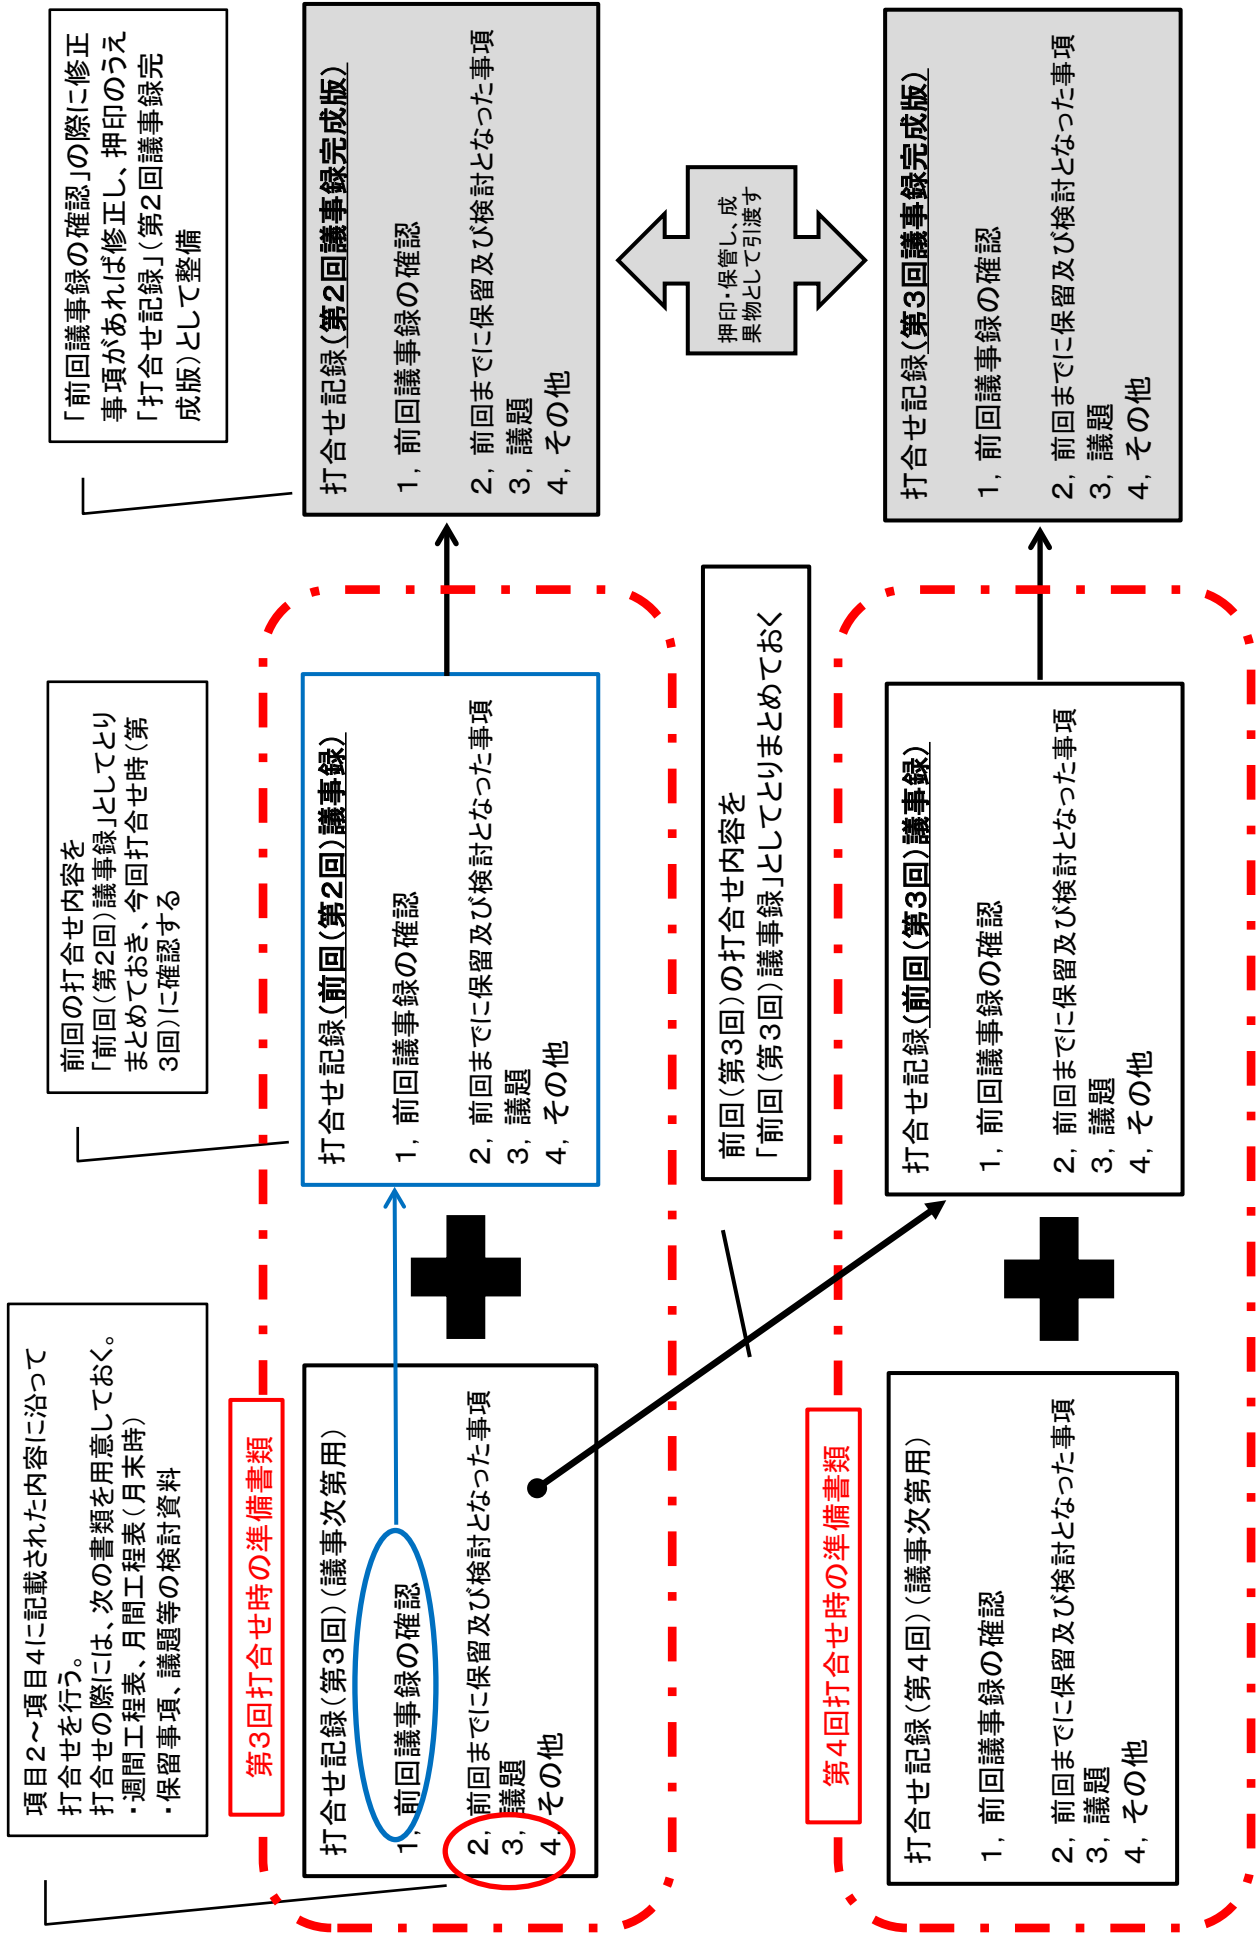 項目2～項目4に記載された内容に沿って
打合せを行う。
打合せの際には、次の書類を用意しておく。
・週間工程表、月間工程表(月末時)
・保留事項、議題等の検討資料
前回の打合せ内容を
「前回(第2回)議事録」としてとり
まとめておき、今回打合せ時(第
3回)に確認する
「前回議事録の確認」の際に修正
事項があれば修正し、押印のうえ
「打合せ記録」(第2回議事録完
成版)として整備
第3回打合せ時の準備書類
打合せ記録(第3回)(議事次第用)
1, 前回議事録の確認
2, 前回までに保留及び検討となった事項
3, 議題
4, その他
打合せ記録(前回(第2回)議事録)
1, 前回議事録の確認
2, 前回までに保留及び検討となった事項
3, 議題
4, その他
打合せ記録(第2回議事録完成版)
1, 前回議事録の確認
2, 前回までに保留及び検討となった事項
3, 議題
4, その他
前回(第3回)の打合せ内容を
「前回(第3回)議事録」としてとりまとめておく
押印・保管し、成
果物として引渡す
第4回打合せ時の準備書類
打合せ記録(第4回)(議事次第用)
1, 前回議事録の確認
2, 前回までに保留及び検討となった事項
3, 議題
4, その他
打合せ記録(前回(第3回)議事録)
1, 前回議事録の確認
2, 前回までに保留及び検討となった事項
3, 議題
4, その他
打合せ記録(第3回議事録完成版)
1, 前回議事録の確認
2, 前回までに保留及び検討となった事項
3, 議題
4, その他